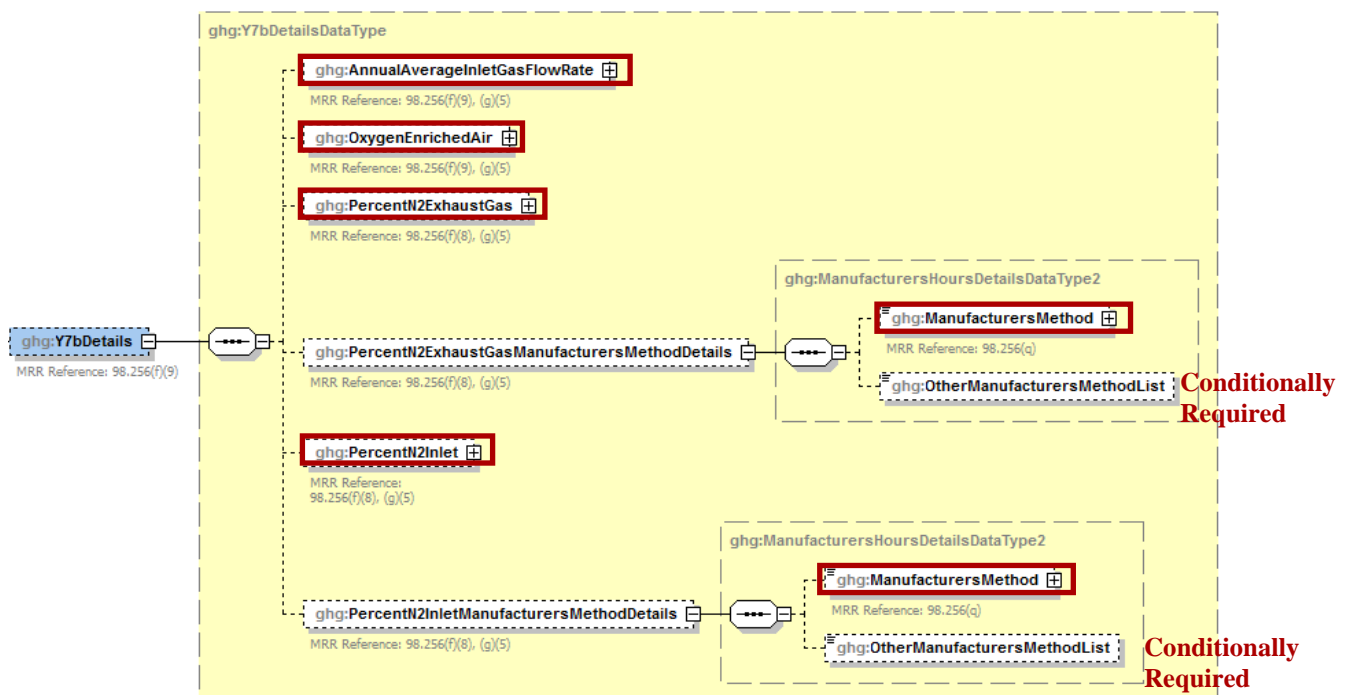 ghg:Y7bDetailsDataType
ghg:AnnualAverageInletGasFlowRate
MRR Reference: 98.256(f)(9), (g)(5)
ghg:OxygenEnrichedAir
MRR Reference: 98.256(f)(9), (g)(5)
ghg:PercentN2ExhaustGas
MRR Reference: 98.256(f)(8), (g)(5)
ghg:ManufacturersHoursDetailsDataType2
ghg:ManufacturersMethod
MRR Reference: 98.256(q)
ghg:Y7bDetails
MRR Reference: 98.256(f)(9)
ghg:PercentN2ExhaustGasManufacturersMethodDetails
MRR Reference: 98.256(f)(8), (g)(5)
ghg:OtherManufacturersMethodList
Conditionally
Required
ghg:PercentN2Inlet
MRR Reference:
98.256(f)(8), (g)(5)
ghg:ManufacturersHoursDetailsDataType2
ghg:ManufacturersMethod
MRR Reference: 98.256(q)
ghg:PercentN2InletManufacturersMethodDetails
MRR Reference: 98.256(f)(8), (g)(5)
ghg:OtherManufacturersMethodList
Conditionally
Required